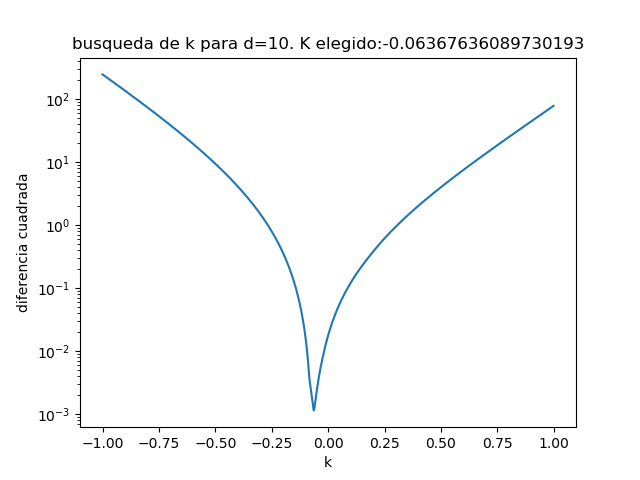 busqueda de k para d=10. K elegido:-0.06367636089730193
diferencia cuadrada
10²
10¹
10⁰
10⁻¹
10⁻²
10⁻³
−1.00 −0.75 −0.50 −0.25 0.00 0.25 0.50 0.75 1.00
k